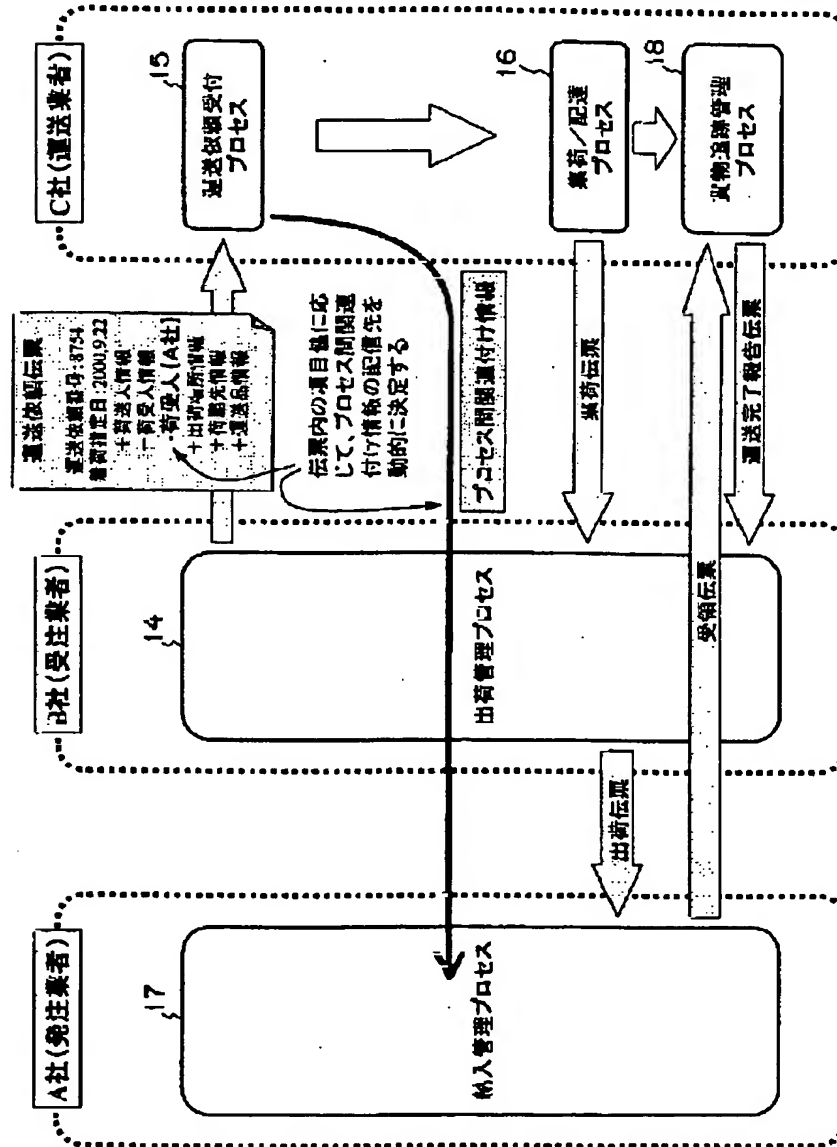 A社(発注業者)
B社(受注業者)
C社(運送業者)
17
納入管理プロセス
14
出荷管理プロセス
運送依頼伝票
運送依頼番号:8754
着荷指定日:2000.9.22
+荷送人情報
−荷受人情報
・荷受人(A社)
+出荷場所情報
+荷届先情報
+運送品情報
15
運送依頼受付
プロセス
伝票内の項目値に応
じて、プロセス間関連
付け情報の配信先を
動的に決定する
プロセス間関連付け情報
16
集荷/配達
プロセス
集荷伝票
出荷伝票
18
貨物追跡管理
プロセス
受領伝票
運送完了報告伝票